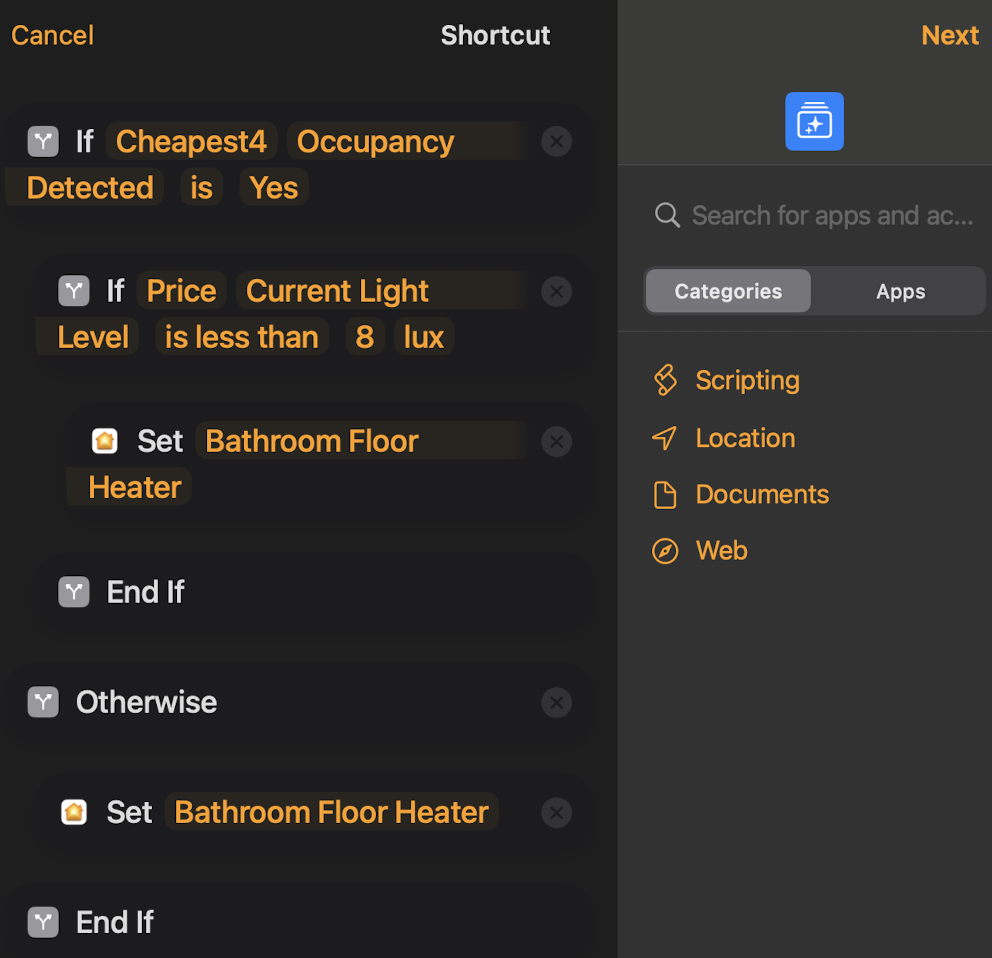 Cancel
Shortcut
Next
If Cheapest4 Occupancy
Detected is Yes
If Price Current Light
Level is less than 8 lux
Set Bathroom Floor
Heater
End If
Otherwise
Set Bathroom Floor Heater
End If
Search for apps and ac...
Categories Apps
Scripting
Location
Documents
Web